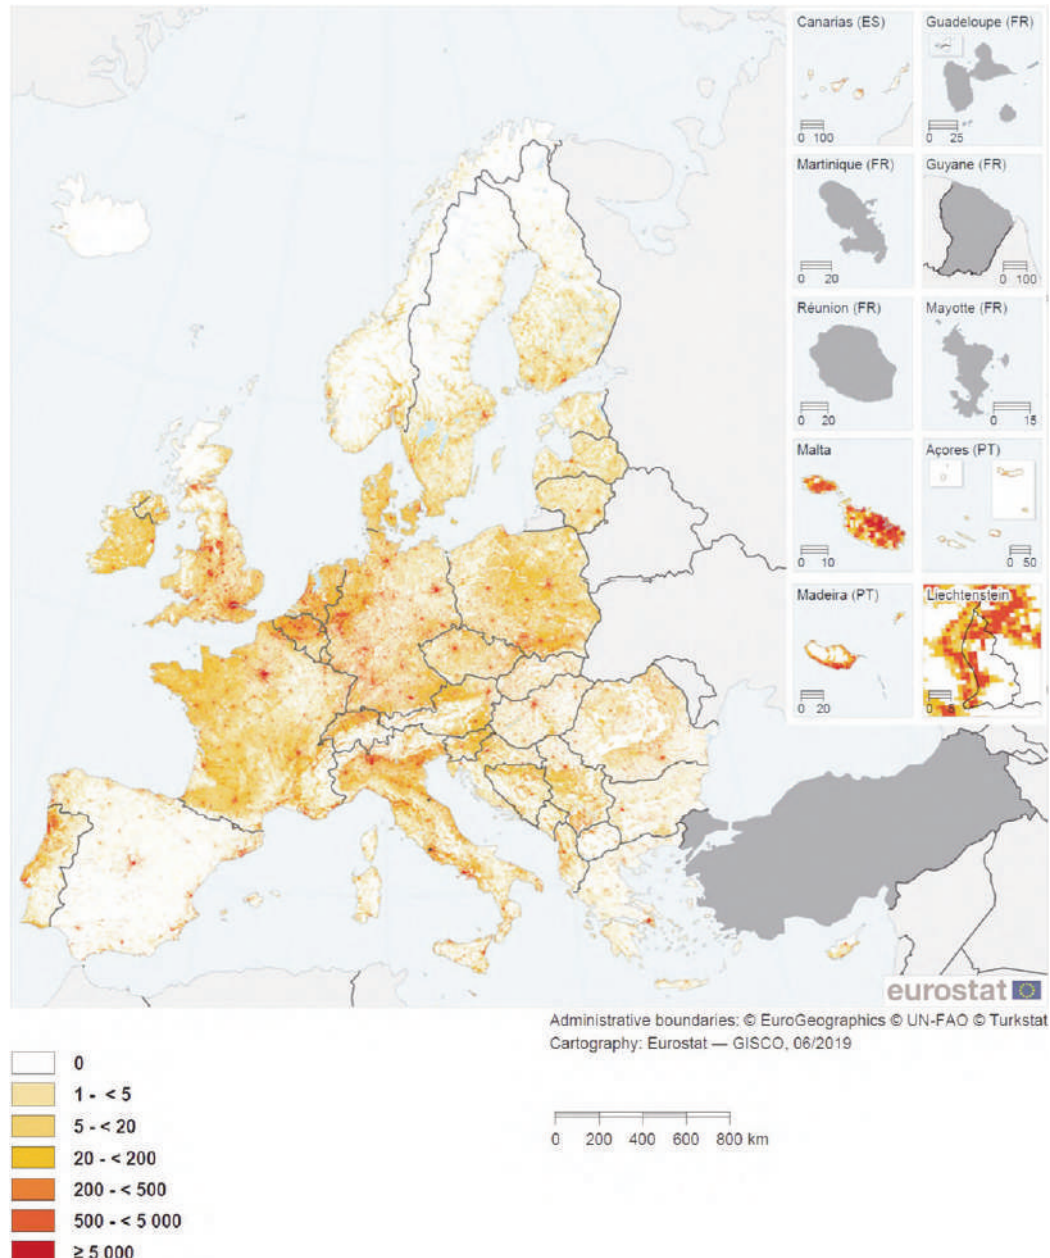 Canarias (ES)
0 100
Guadeloupe (FR)
0 25
Martinique (FR)
0 20
Guyane (FR)
0 100
Réunion (FR)
0 20
Mayotte (FR)
0 15
Malta
0 10
Açores (PT)
0 50
Madeira (PT)
0 20
Liechtenstein
eurostat
Administrative boundaries: © EuroGeographics © UN-FAO © Turkstat
Cartography: Eurostat — GISCO, 06/2019
0
1 - < 5
5 - < 20
20 - < 200
200 - < 500
500 - < 5 000
≥ 5 000
0 200 400 600 800 km